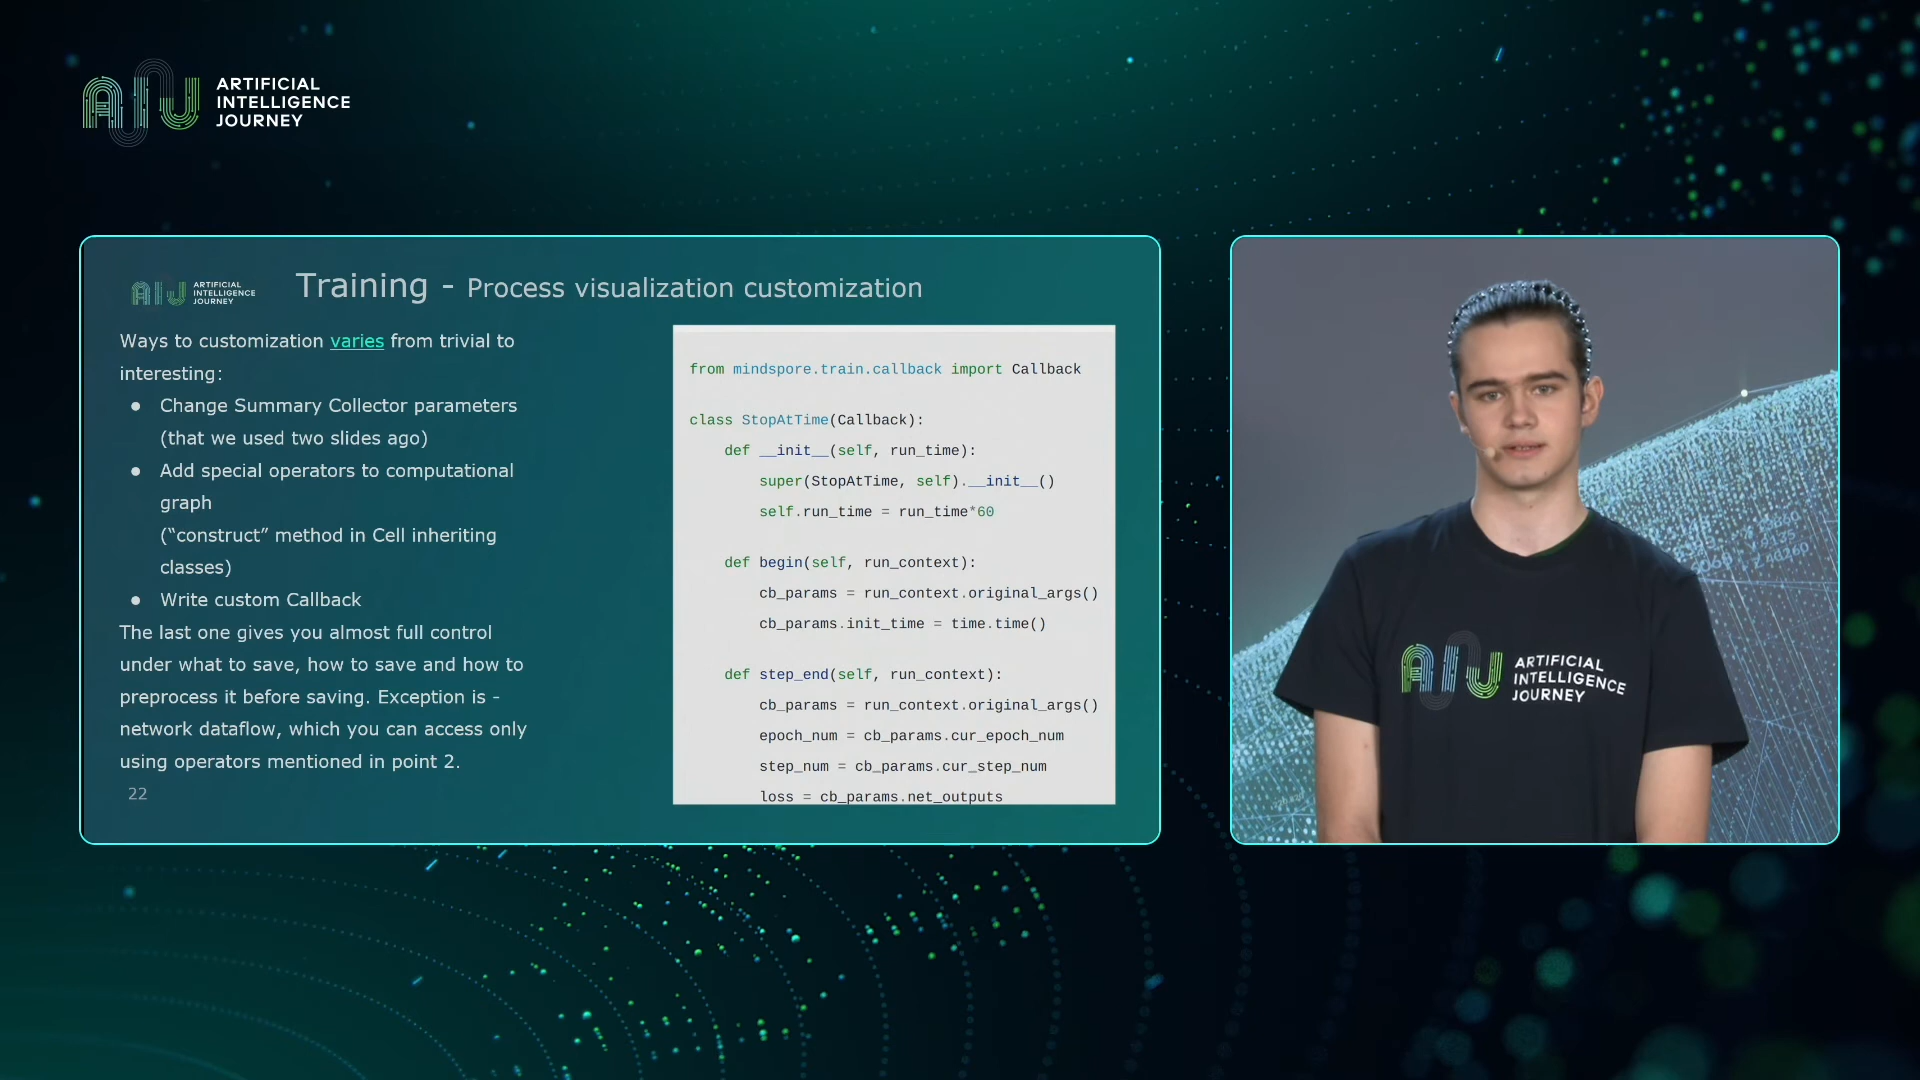 ARTIFICIAL
INTELLIGENCE
JOURNEY
ARTIFICIAL
INTELLIGENCE
JOURNEY
Training - Process visualization customization
Ways to customization varies from trivial to
interesting:
● Change Summary Collector parameters
(that we used two slides ago)
● Add special operators to computational
graph
(“construct” method in Cell inheriting
classes)
● Write custom Callback
The last one gives you almost full control
under what to save, how to save and how to
preprocess it before saving. Exception is -
network dataflow, which you can access only
using operators mentioned in point 2.
22
from mindspore.train.callback import Callback
class StopAtTime(Callback):
    def __init__(self, run_time):
        super(StopAtTime, self).__init__()
        self.run_time = run_time*60
    def begin(self, run_context):
        cb_params = run_context.original_args()
        cb_params.init_time = time.time()
    def step_end(self, run_context):
        cb_params = run_context.original_args()
        epoch_num = cb_params.cur_epoch_num
        step_num = cb_params.cur_step_num
        loss = cb_params.net_outputs
ARTIFICIAL
INTELLIGENCE
JOURNEY